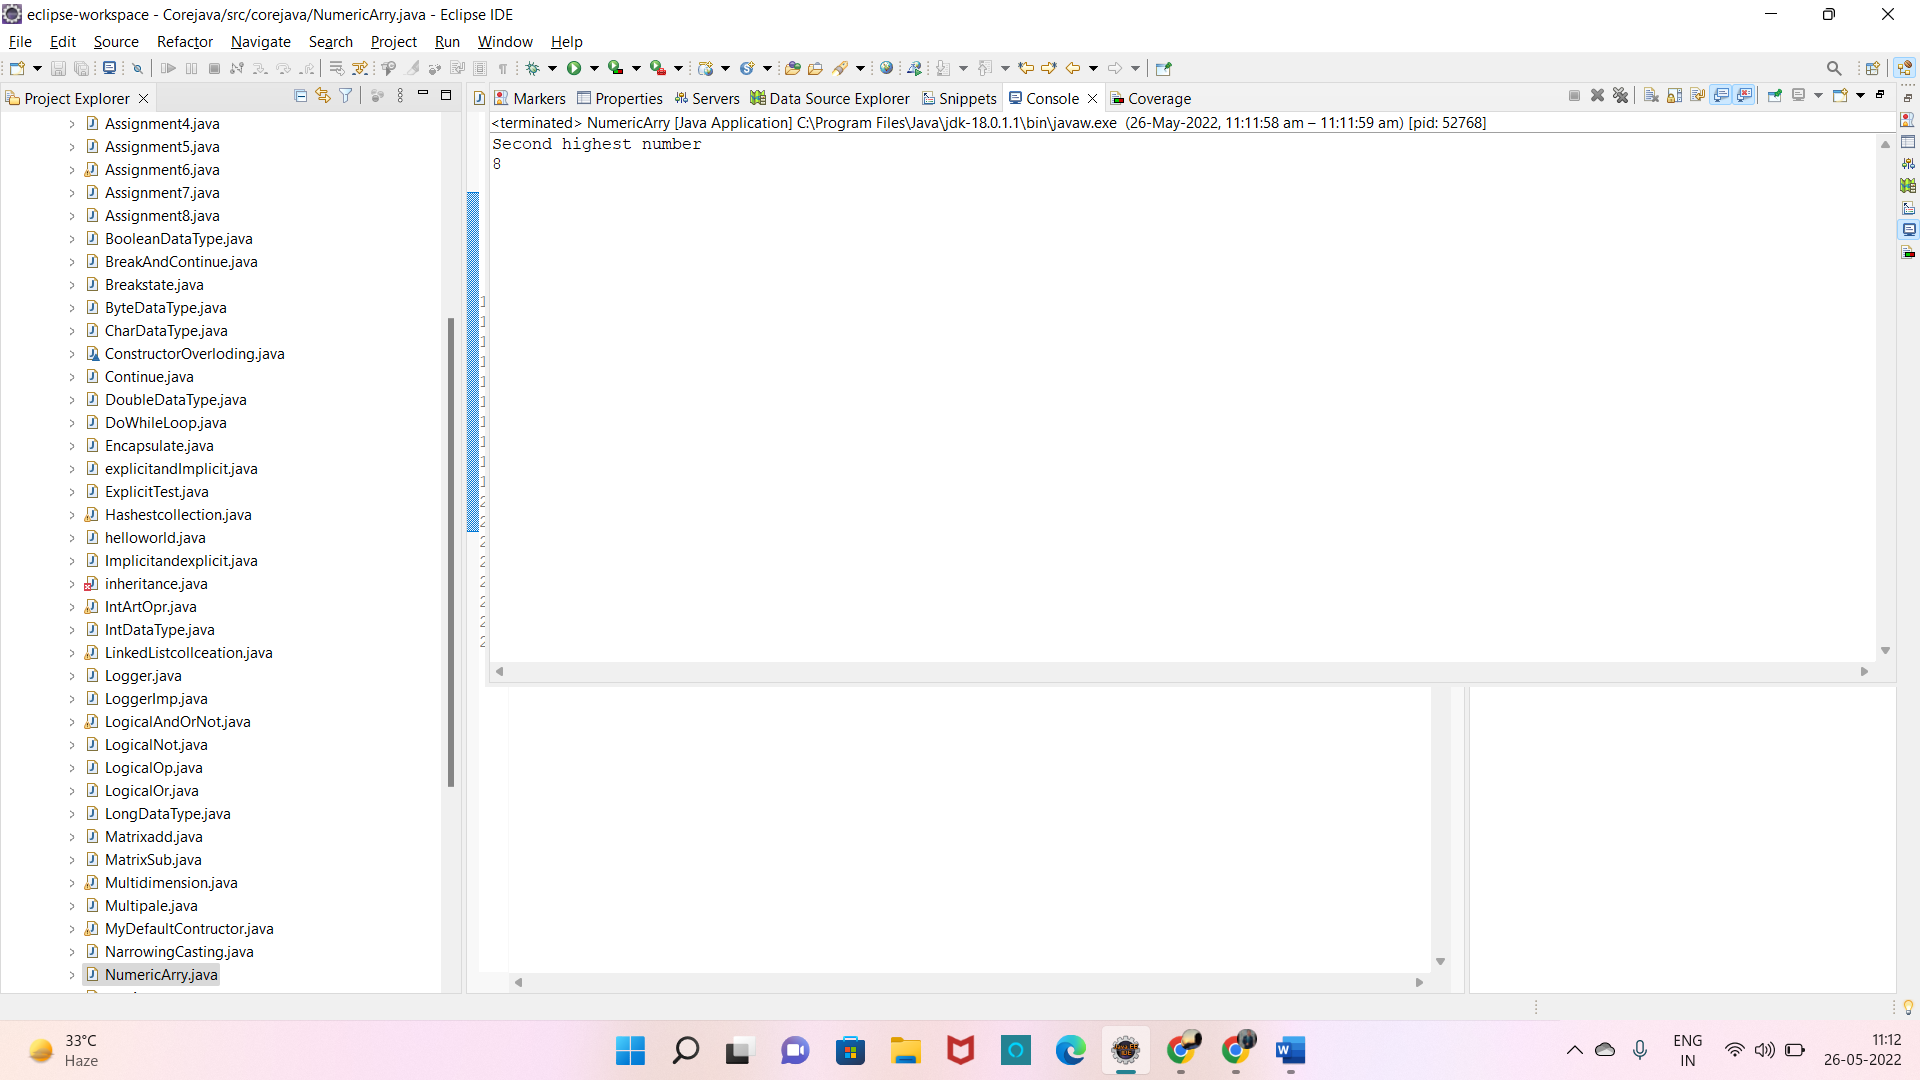 eclipse-workspace - Corejava/src/corejava/NumericArry.java - Eclipse IDE
File Edit Source Refactor Navigate Search Project Run Window Help
Project Explorer
Markers Properties Servers Data Source Explorer Snippets Console Coverage
<terminated> NumericArry [Java Application] C:\Program Files\Java\jdk-18.0.1.1\bin\javaw.exe (26-May-2022, 11:11:58 am – 11:11:59 am) [pid: 52768]
Second highest number
8
Assignment4.java
Assignment5.java
Assignment6.java
Assignment7.java
Assignment8.java
BooleanDataType.java
BreakAndContinue.java
Breakstate.java
ByteDataType.java
CharDataType.java
ConstructorOverloding.java
Continue.java
DoubleDataType.java
DoWhileLoop.java
Encapsulate.java
explicitandImplicit.java
ExplicitTest.java
Hashestcollection.java
helloworld.java
Implicitandexplicit.java
inheritance.java
IntArtOpr.java
IntDataType.java
LinkedListcollceation.java
Logger.java
LoggerImp.java
LogicalAndOrNot.java
LogicalNot.java
LogicalOp.java
LogicalOr.java
LongDataType.java
Matrixadd.java
MatrixSub.java
Multidimension.java
Multipale.java
MyDefaultContructor.java
NarrowingCasting.java
NumericArry.java
33°C
Haze
ENG
IN
11:12
26-05-2022